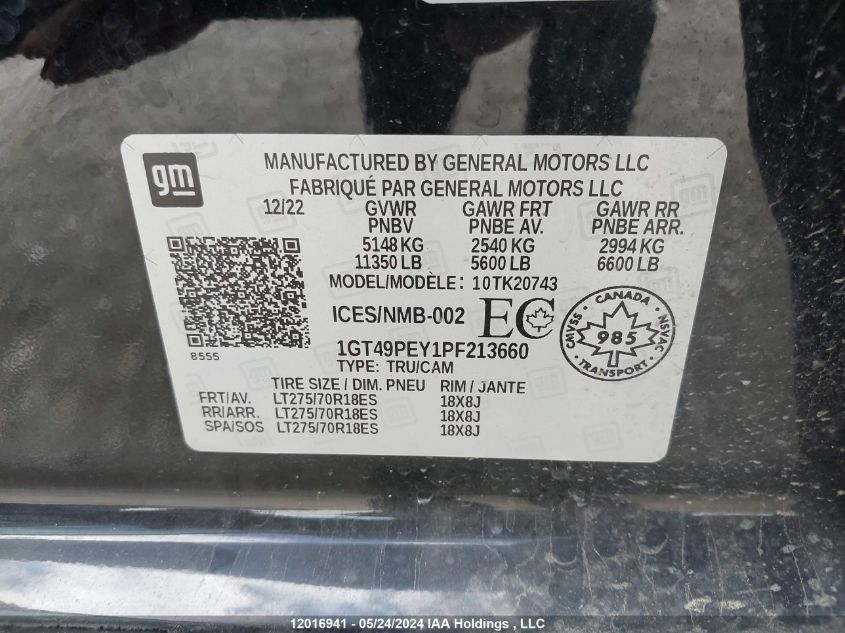 gm
MANUFACTURED BY GENERAL MOTORS LLC
FABRIQUÉ PAR GENERAL MOTORS LLC
12/22 GVWR GAWR FRT GAWR RR
PNBV PNBE AV. PNBE ARR.
5148 KG 2540 KG 2994 KG
11350 LB 5600 LB 6600 LB
MODEL/MODÈLE: 10TK20743
ICES/NMB-002 EC
CANADA
CMVSS 985 NSVAC
TRANSPORT
8555
1GT49PEY1PF213660
TYPE: TRU/CAM
TIRE SIZE / DIM. PNEU RIM / JANTE
FRT/AV. LT275/70R18ES 18X8J
RR/ARR. LT275/70R18ES 18X8J
SPA/SOS LT275/70R18ES 18X8J
12016941 - 05/24/2024 IAA Holdings , LLC